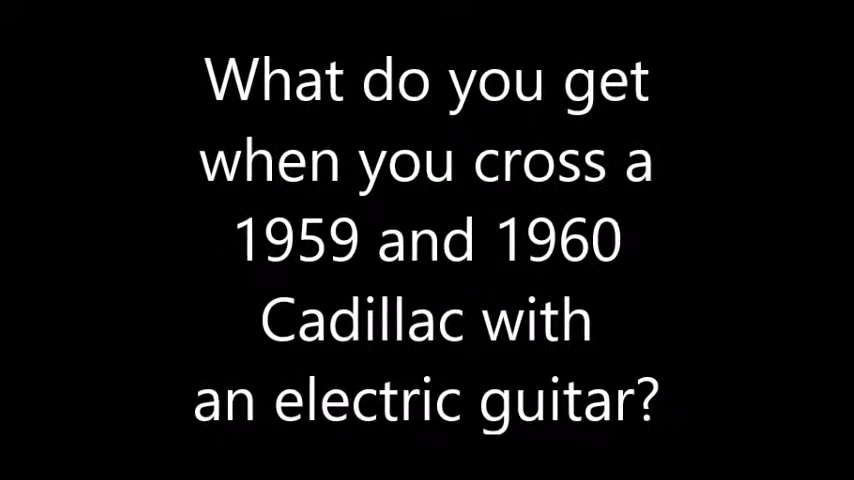 What do you get
when you cross a
1959 and 1960
Cadillac with
an electric guitar?